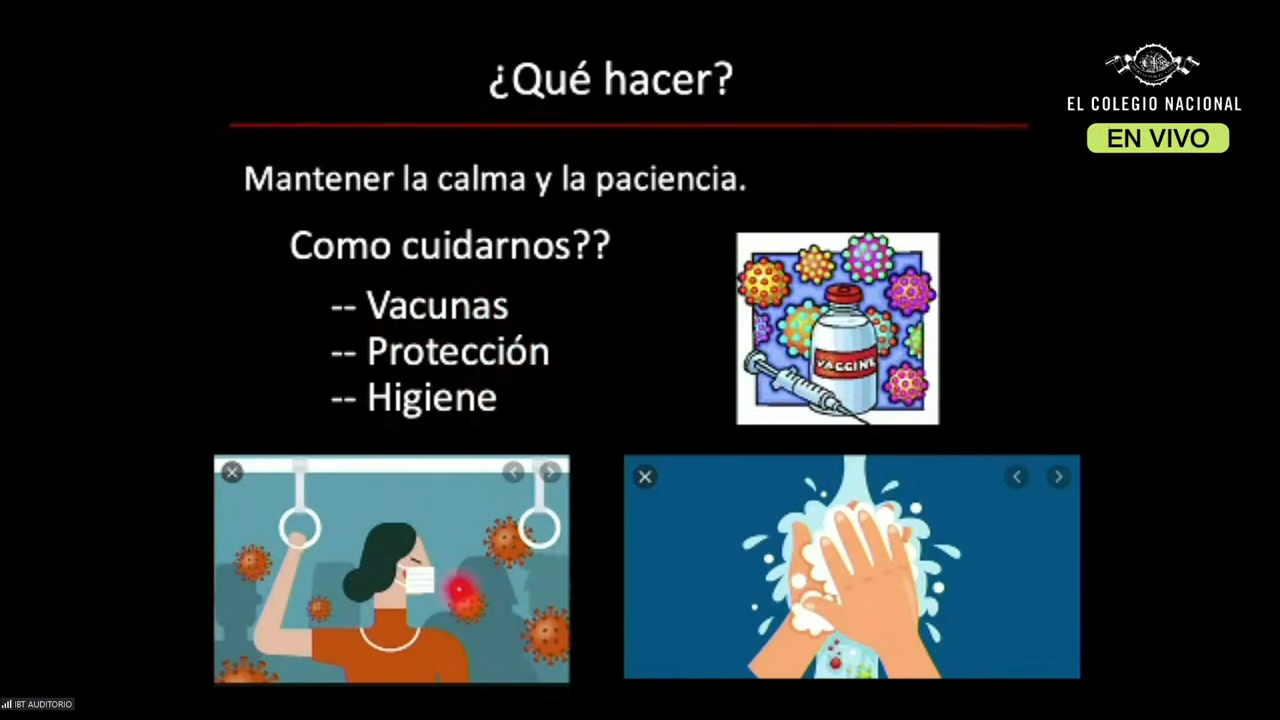 ¿Qué hacer?
EL COLEGIO NACIONAL
EN VIVO
Mantener la calma y la paciencia.
Como cuidarnos??
-- Vacunas
-- Protección
-- Higiene
VACCINE
IBT AUDITORIO